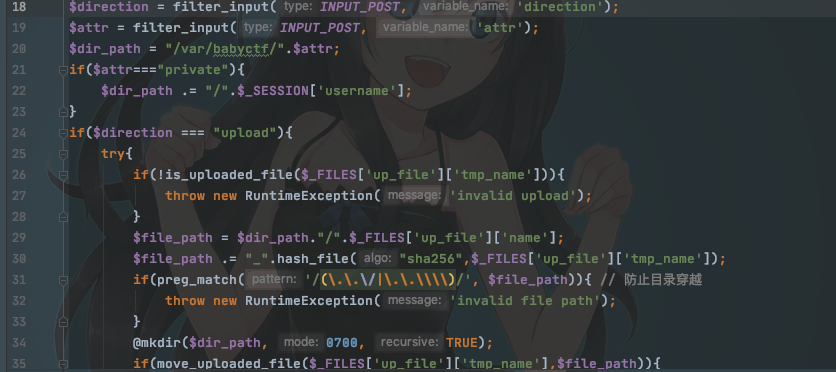 18 $direction = filter_input( type: INPUT_POST, variable_name: 'direction');
19 $attr = filter_input( type: INPUT_POST, variable_name: 'attr');
20 $dir_path = "/var/babyctf/".$attr;
21 if($attr==="private"){
22 $dir_path .= "/".$_SESSION['username'];
23 }
24 if($direction === "upload"){
25 try{
26 if(!is_uploaded_file($_FILES['up_file']['tmp_name'])){
27 throw new RuntimeException( message: 'invalid upload');
28 }
29 $file_path = $dir_path."/".$_FILES['up_file']['name'];
30 $file_path .= "_".hash_file( algo: "sha256",$_FILES['up_file']['tmp_name']);
31 if(preg_match( pattern: '/(\.\.\/|\.\.\\\\)/', $file_path)){ // 防止目录穿越
32 throw new RuntimeException( message: 'invalid file path');
33 }
34 @mkdir($dir_path, mode: 0700, recursive: TRUE);
35 if(move_uploaded_file($_FILES['up_file']['tmp_name'],$file_path)){